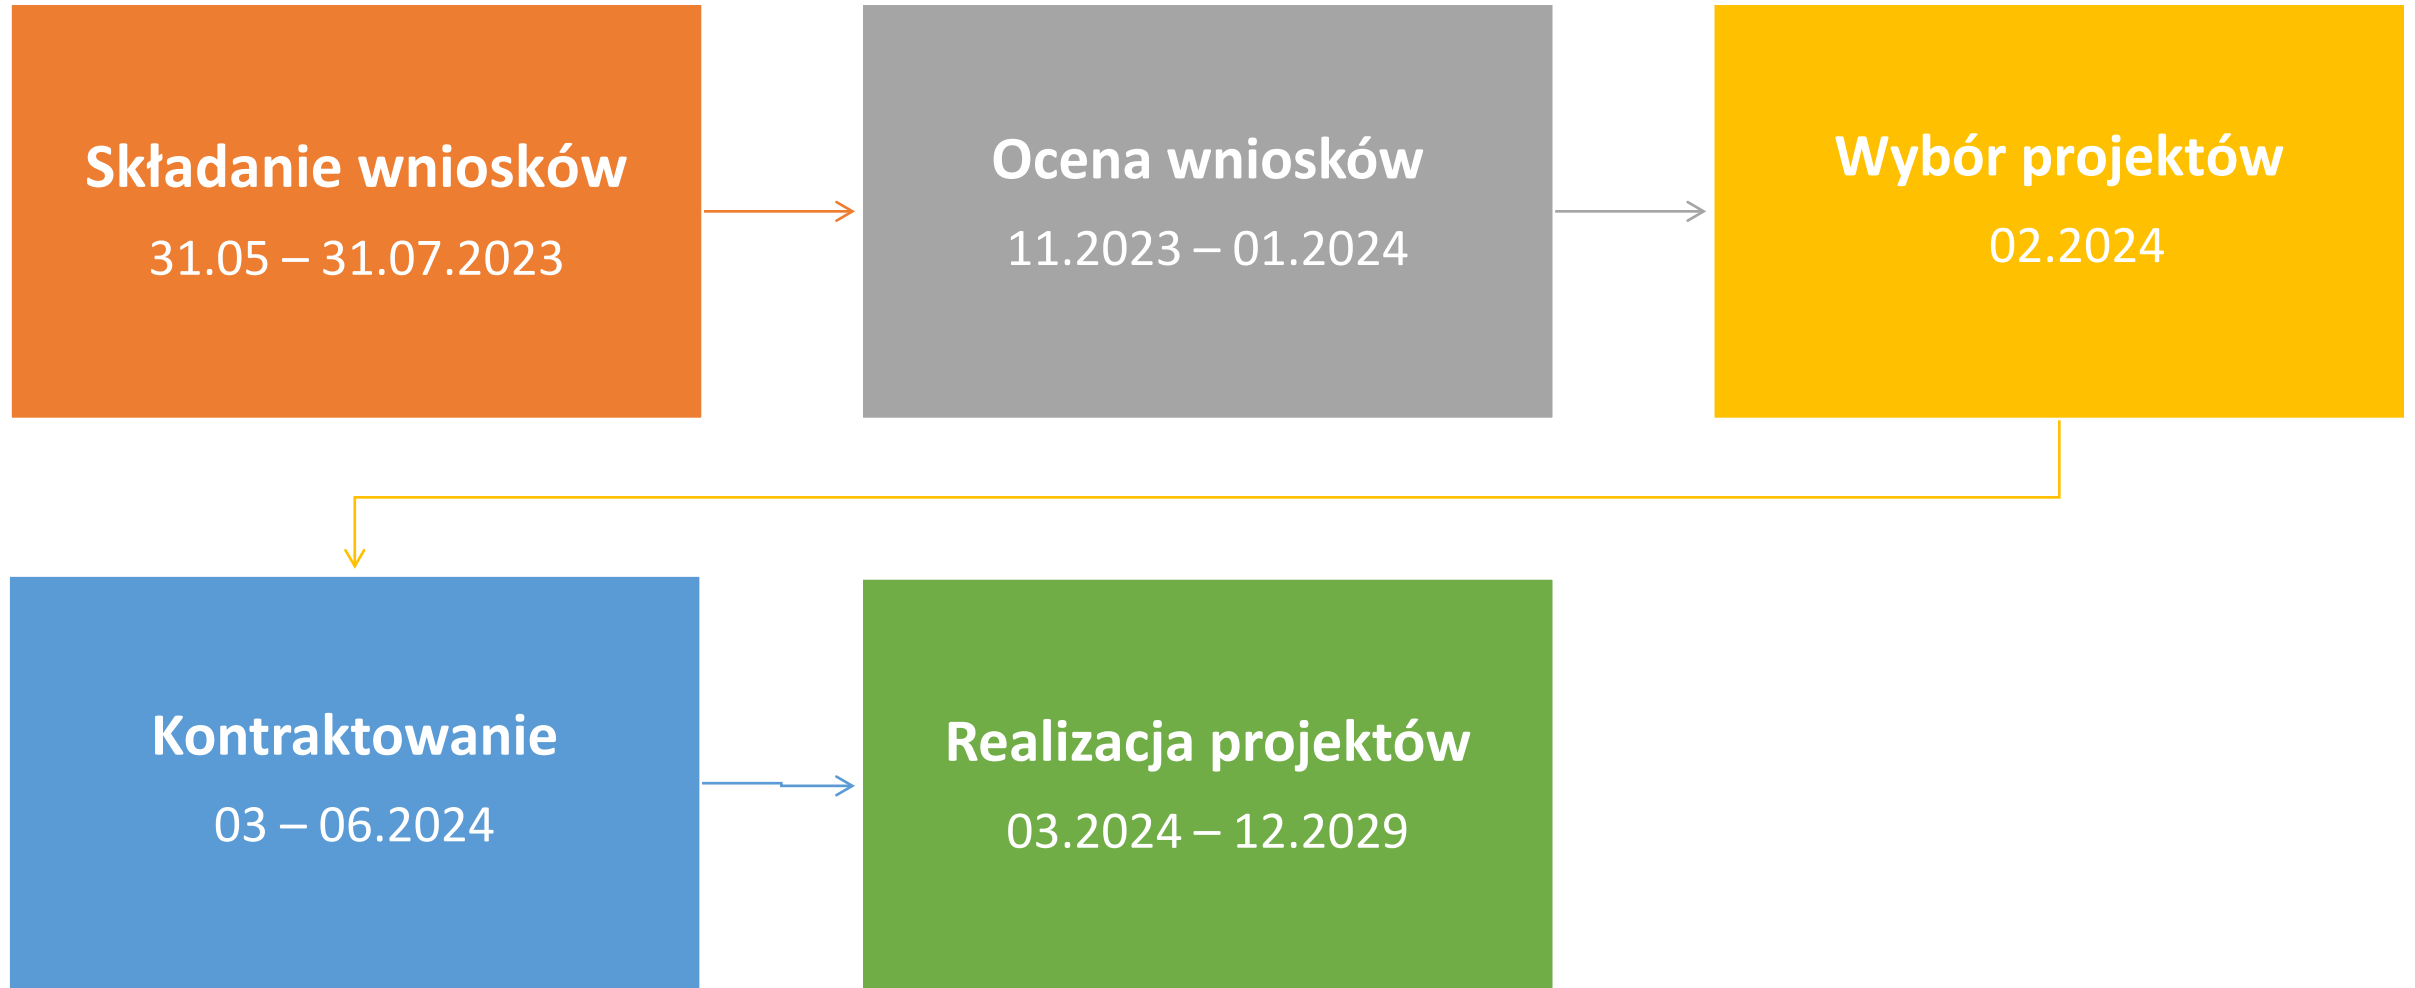 Składanie wniosków
31.05 – 31.07.2023
Ocena wniosków
11.2023 – 01.2024
Wybór projektów
02.2024
Kontraktowanie
03 – 06.2024
Realizacja projektów
03.2024 – 12.2029